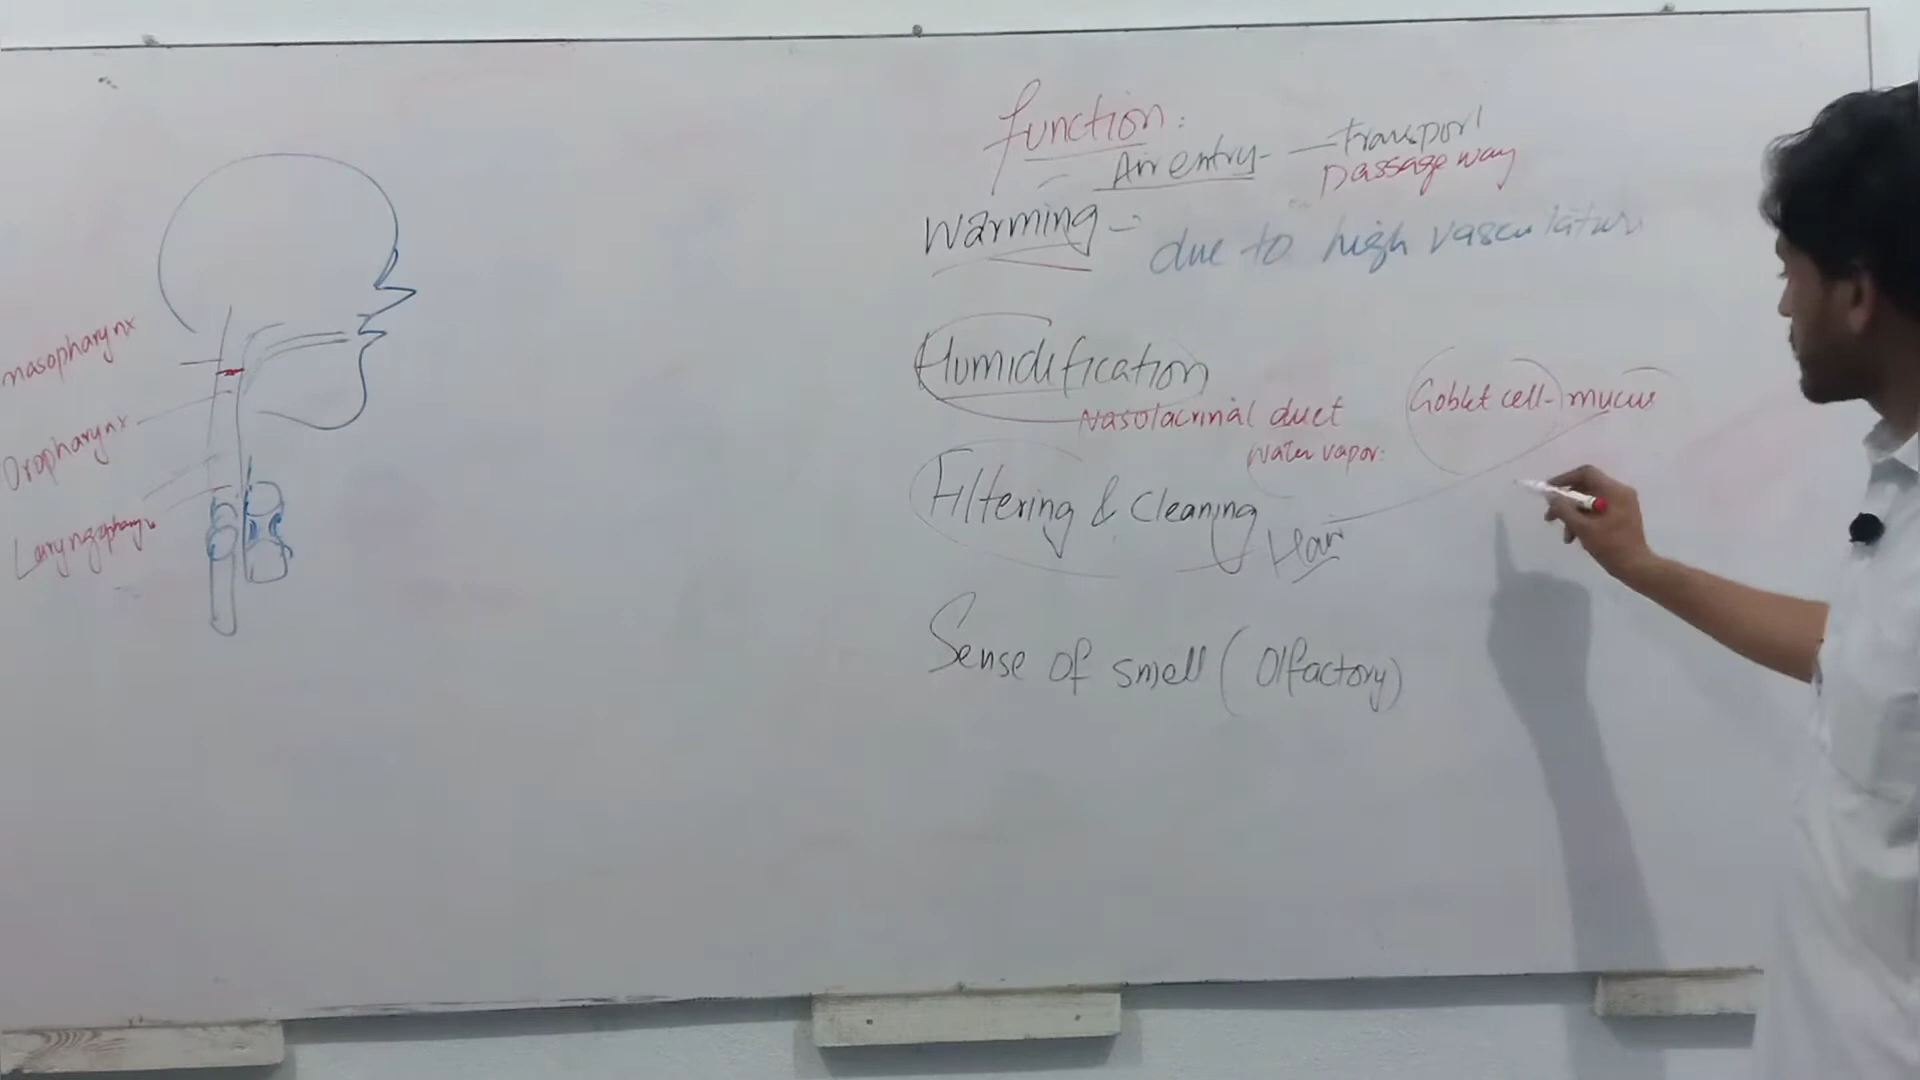 function:
Air entry - — transport
passage way
Warming - due to high vasculature
Humidification
Nasolacrimal duct
Goblet cell - mucus
water vapor:
Filtering & Cleaning
Hair
Sense of smell (Olfactory)
nasopharynx
Oropharynx
Laryngopharynx